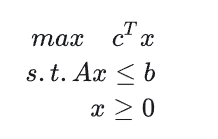 max c^T x
s.t. Ax ≤ b
x ≥ 0